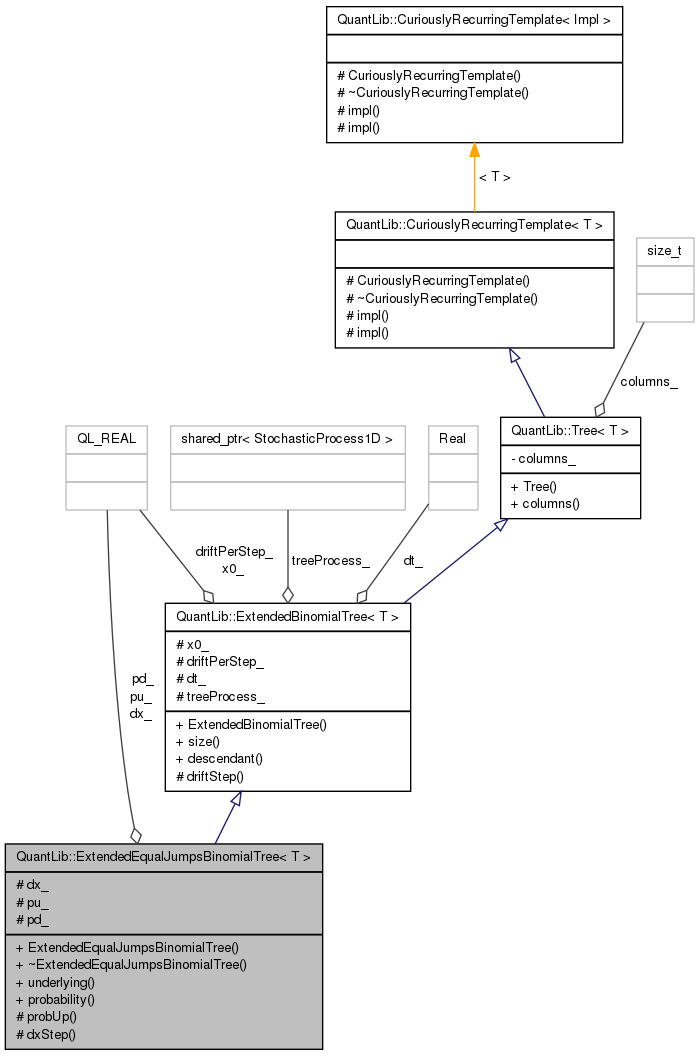 QuantLib::CuriouslyRecurringTemplate< Impl >
# CuriouslyRecurringTemplate()
# ~CuriouslyRecurringTemplate()
# impl()
# impl()
< T >
QuantLib::CuriouslyRecurringTemplate< T >
# CuriouslyRecurringTemplate()
# ~CuriouslyRecurringTemplate()
# impl()
# impl()
size_t
columns_
QuantLib::Tree< T >
- columns_
+ Tree()
+ columns()
QL_REAL
shared_ptr< StochasticProcess1D >
Real
driftPerStep_
x0_
treeProcess_
dt_
QuantLib::ExtendedBinomialTree< T >
# x0_
# driftPerStep_
# dt_
# treeProcess_
+ ExtendedBinomialTree()
+ size()
+ descendant()
# driftStep()
pd_
pu_
dx_
QuantLib::ExtendedEqualJumpsBinomialTree< T >
# dx_
# pu_
# pd_
+ ExtendedEqualJumpsBinomialTree()
+ ~ExtendedEqualJumpsBinomialTree()
+ underlying()
+ probability()
# probUp()
# dxStep()